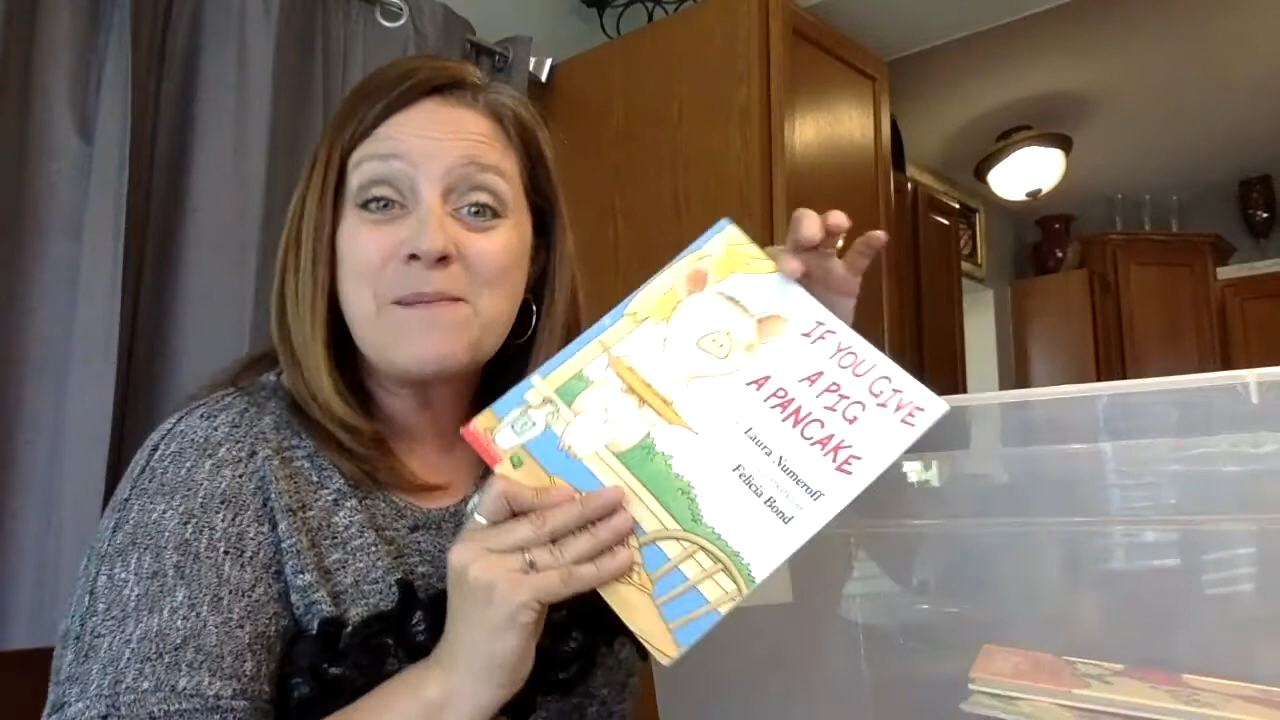 IF YOU GIVE
A PIG
A PANCAKE
Laura Numeroff
Felicia Bond